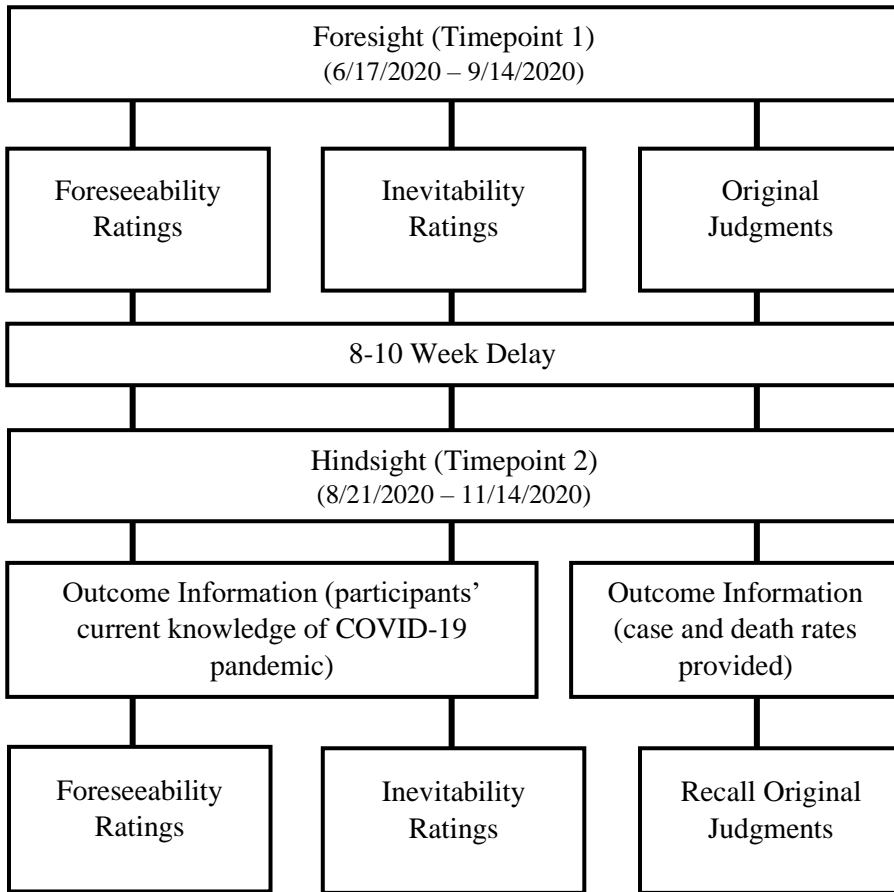 Foresight (Timepoint 1)
(6/17/2020 – 9/14/2020)
Foreseeability
Ratings
Inevitability
Ratings
Original
Judgments
8-10 Week Delay
Hindsight (Timepoint 2)
(8/21/2020 – 11/14/2020)
Outcome Information (participants’
current knowledge of COVID-19
pandemic)
Outcome Information
(case and death rates
provided)
Foreseeability
Ratings
Inevitability
Ratings
Recall Original
Judgments